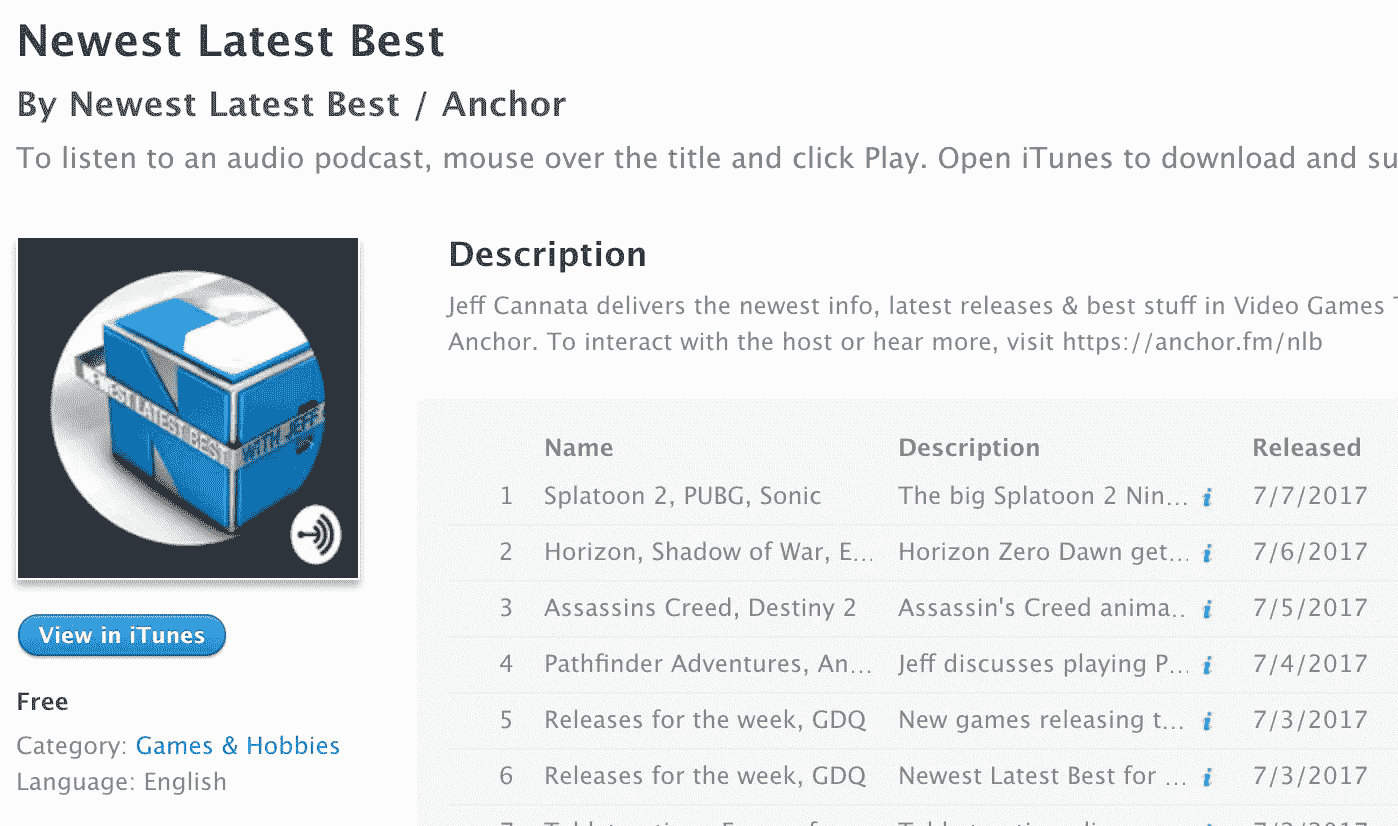 Newest Latest Best
By Newest Latest Best / Anchor
To listen to an audio podcast, mouse over the title and click Play. Open iTunes to download and su
Description
Jeff Cannata delivers the newest info, latest releases & best stuff in Video Games
Anchor. To interact with the host or hear more, visit https://anchor.fm/nlb
NEWEST LATEST BEST WITH JEFF
View in iTunes
Free
Category: Games & Hobbies
Language: English
Name Description Released
1 Splatoon 2, PUBG, Sonic The big Splatoon 2 Nin... i 7/7/2017
2 Horizon, Shadow of War, E... Horizon Zero Dawn get... i 7/6/2017
3 Assassins Creed, Destiny 2 Assassin's Creed anima... i 7/5/2017
4 Pathfinder Adventures, An... Jeff discusses playing P... i 7/4/2017
5 Releases for the week, GDQ New games releasing t... i 7/3/2017
6 Releases for the week, GDQ Newest Latest Best for ... i 7/3/2017